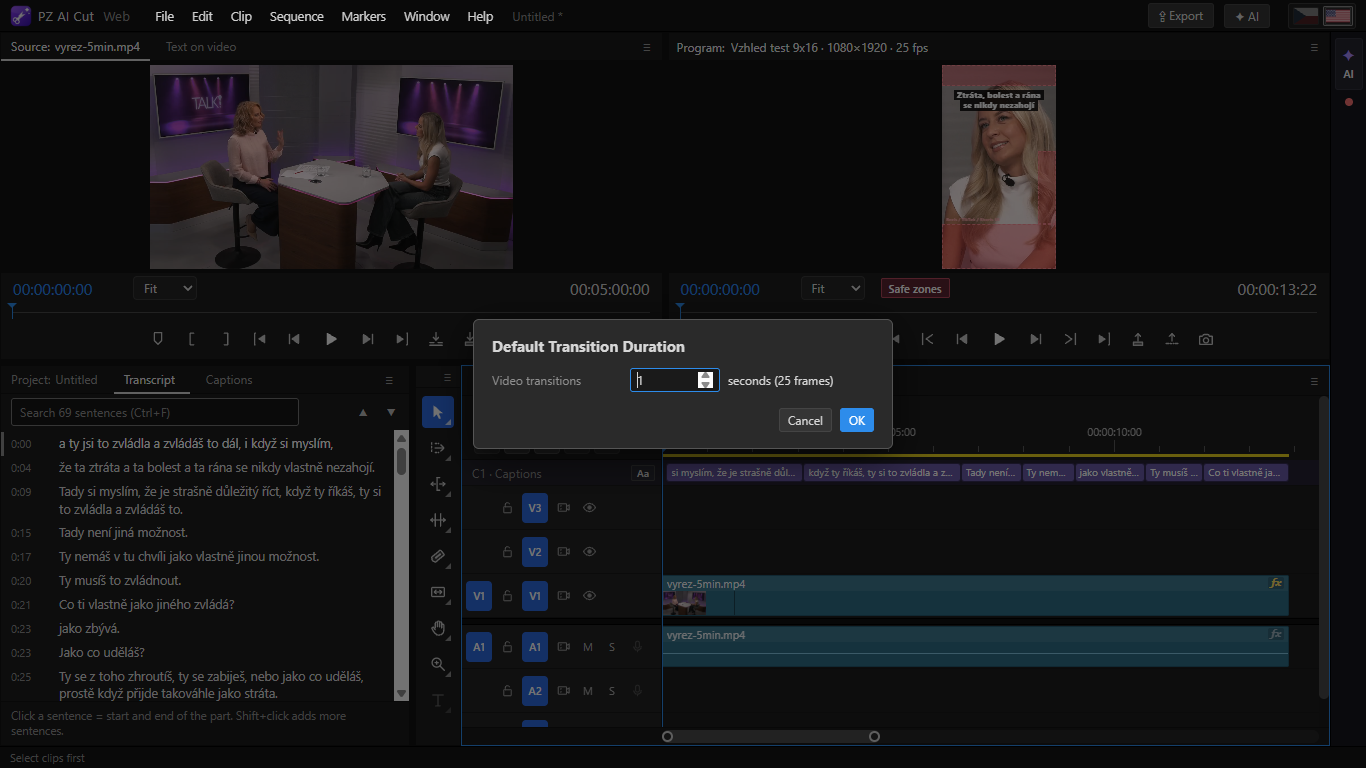 PZ AI Cut Web File Edit Clip Sequence Markers Window Help Untitled * Export AI
Source: vyrez-5min.mp4 Text on video
Program: Vzhled test 9x16 · 1080×1920 · 25 fps
AI
TALK!
Ztráta, bolest a rána
se nikdy nezahojí
00:00:00:00 Fit 00:05:00:00
00:00:00:00 Fit Safe zones 00:00:13:22
Default Transition Duration
Video transitions 1 seconds (25 frames)
Cancel OK
Project: Untitled Transcript Captions
Search 69 sentences (Ctrl+F)
0:00 a ty jsi to zvládla a zvládáš to dál, i když si myslím,
0:04 že ta ztráta a ta bolest a ta rána se nikdy vlastně nezahojí.
0:09 Tady si myslím, že je strašně důležitý říct, když ty říkáš, ty si
to zvládla a zvládáš to.
0:15 Tady není jiná možnost.
0:17 Ty nemáš v tu chvíli jako vlastně jinou možnost.
0:20 Ty musíš to zvládnout.
0:21 Co ti vlastně jako jiného zvládá?
0:23 jako zbývá.
0:23 Jako co uděláš?
0:25 Ty se z toho zhroutíš, ty se zabiješ, nebo jako co uděláš,
prostě když přijde takováhle jako stráta.
Click a sentence = start and end of the part. Shift+click adds more
sentences.
05:00 00:00:10:00
C1 · Captions Aa si myslím, že je strašně důl... když ty říkáš, ty si to zvládla a z... Tady není... Ty nem... jako vlastně... Ty musíš ... Co ti vlastně ja...
V3
V2
vyrez-5min.mp4 fx
V1 V1
vyrez-5min.mp4 fx
A1 A1 M S
A2 M S
T
Select clips first